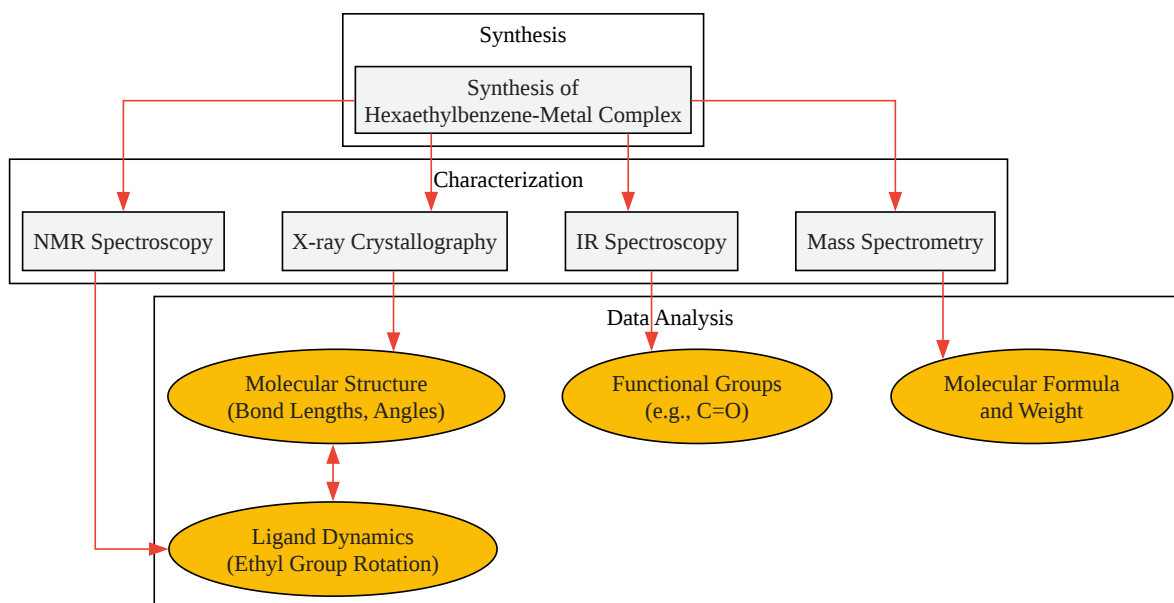 Synthesis
Synthesis of
Hexaethylbenzene-Metal Complex
Characterization
NMR Spectroscopy
X-ray Crystallography
IR Spectroscopy
Mass Spectrometry
Data Analysis
Molecular Structure
(Bond Lengths, Angles)
Functional Groups
(e.g., C=O)
Molecular Formula
and Weight
Ligand Dynamics
(Ethyl Group Rotation)